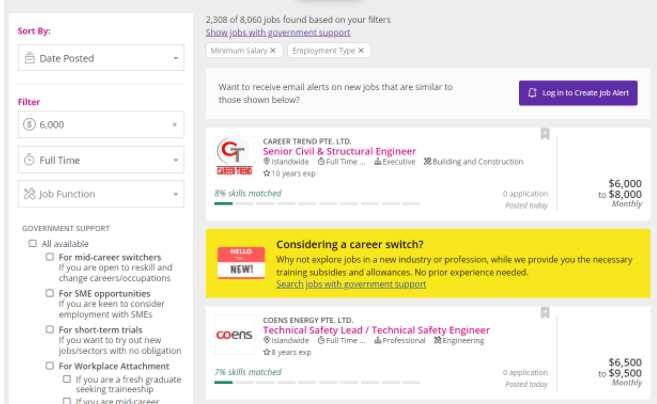 Sort By:
Date Posted
Filter
6,000
Full Time
Job Function
GOVERNMENT SUPPORT
All available
For mid-career switchers
If you are open to reskill and
change careers/occupations
For SME opportunities
If you are keen to consider
employment with SMEs
For short-term trials
If you want to try out new
jobs/sectors with no obligation
For Workplace Attachment
If you are a fresh graduate
seeking traineeship
If you are mid-career
2,308 of 8,060 jobs found based on your filters
Show jobs with government support
Minimum Salary ×
Employment Type ×
Want to receive email alerts on new jobs that are similar to
those shown below?
Log in to Create Job Alert
CT
CAREER TREND
CAREER TREND PTE. LTD.
Senior Civil & Structural Engineer
Islandwide Full Time ... Executive Building and Construction
10 years exp
8% skills matched
0 application
Posted today
$6,000
to $8,000
Monthly
HELLO
I'm...
NEW!
Considering a career switch?
Why not explore jobs in a new industry or profession, while we provide you the necessary
training subsidies and allowances. No prior experience needed.
Search jobs with government support
coens
COENS ENERGY PTE. LTD.
Technical Safety Lead / Technical Safety Engineer
Islandwide Full Time ... Professional Engineering
8 years exp
7% skills matched
0 application
Posted today
$6,500
to $9,500
Monthly